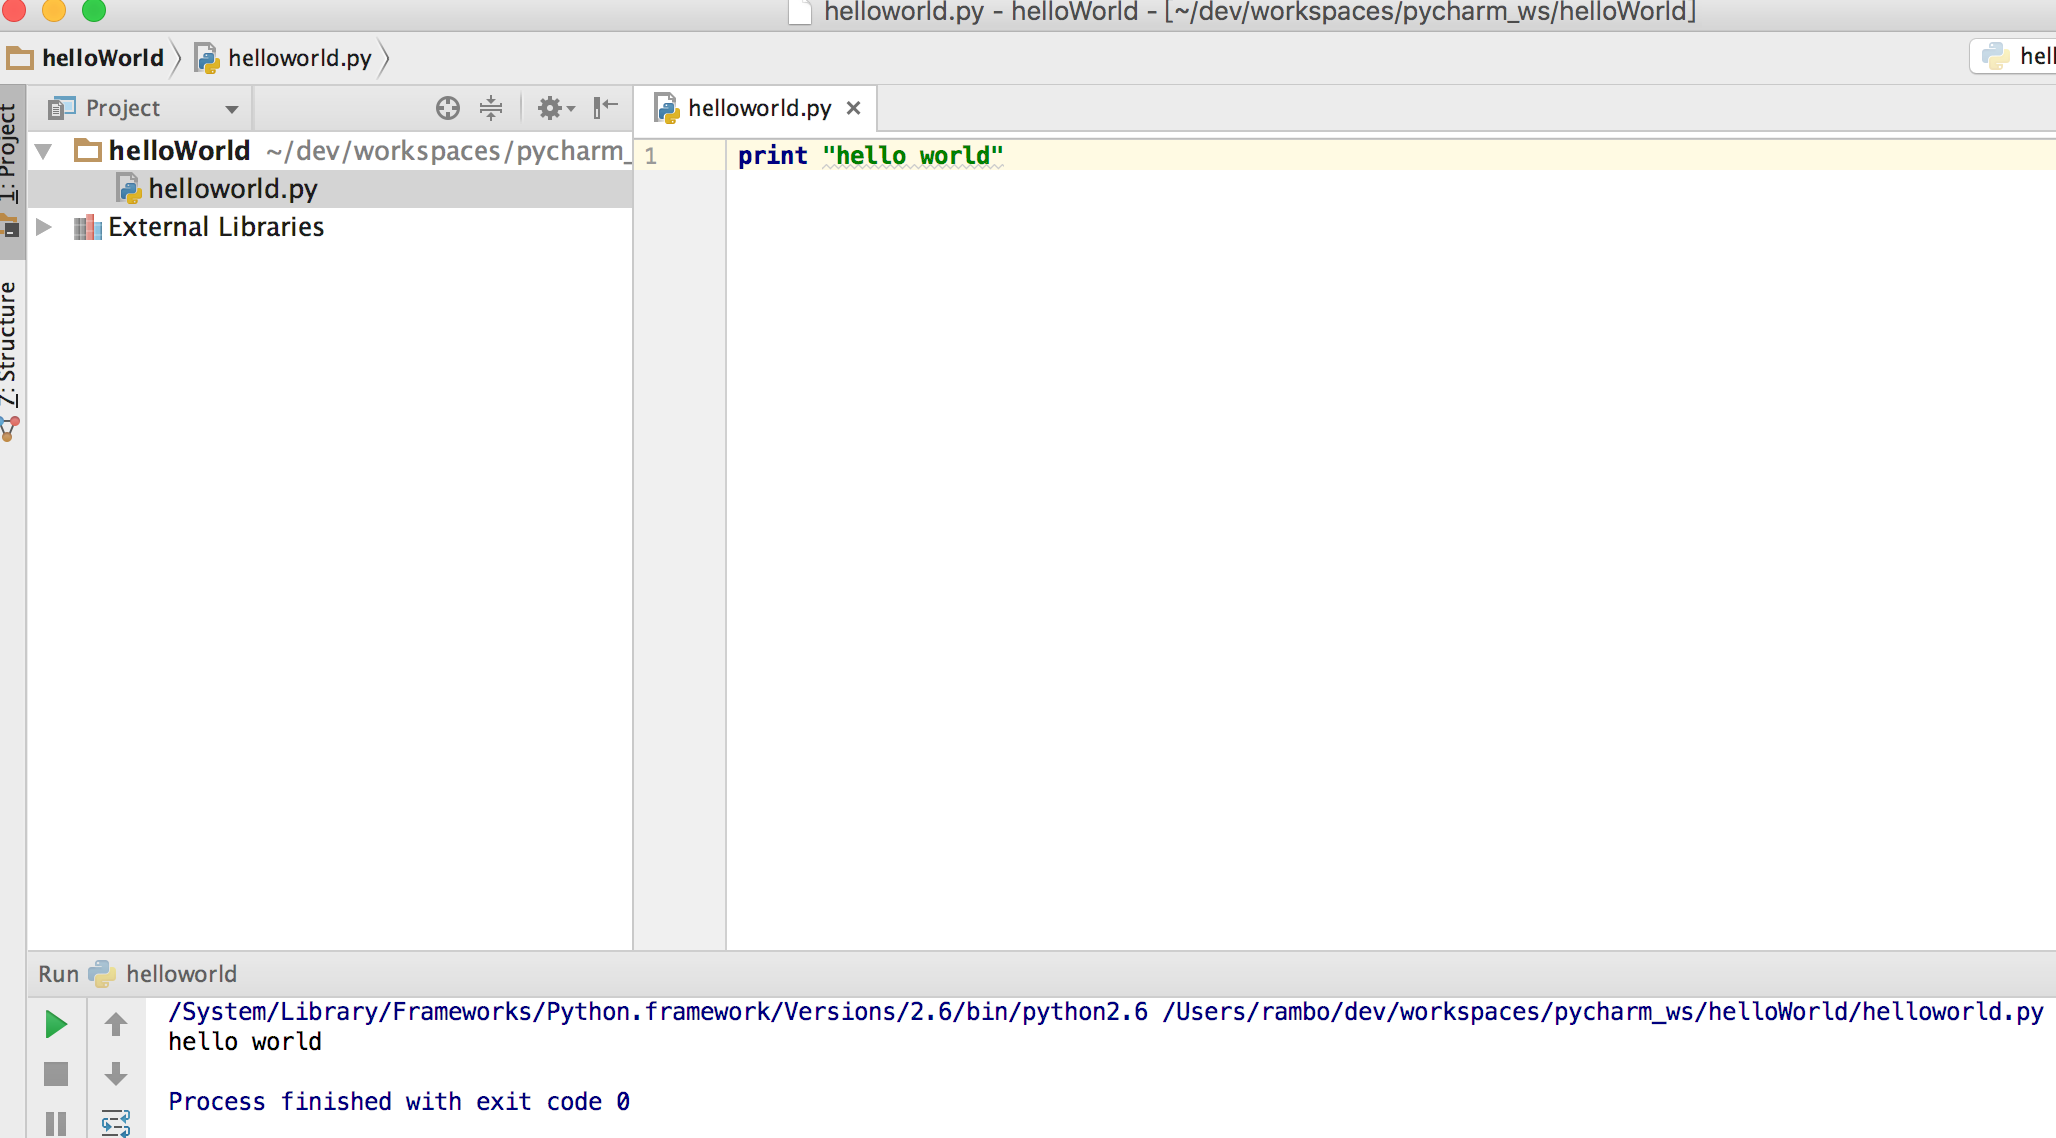 helloworld.py - helloWorld - [~/dev/workspaces/pycharm_ws/helloWorld]
helloWorld helloworld.py hell
1: Project
7: Structure
Project
helloWorld ~/dev/workspaces/pycharm_
helloworld.py
External Libraries
helloworld.py
1 print "hello world"
Run helloworld
/System/Library/Frameworks/Python.framework/Versions/2.6/bin/python2.6 /Users/rambo/dev/workspaces/pycharm_ws/helloWorld/helloworld.py
hello world
Process finished with exit code 0